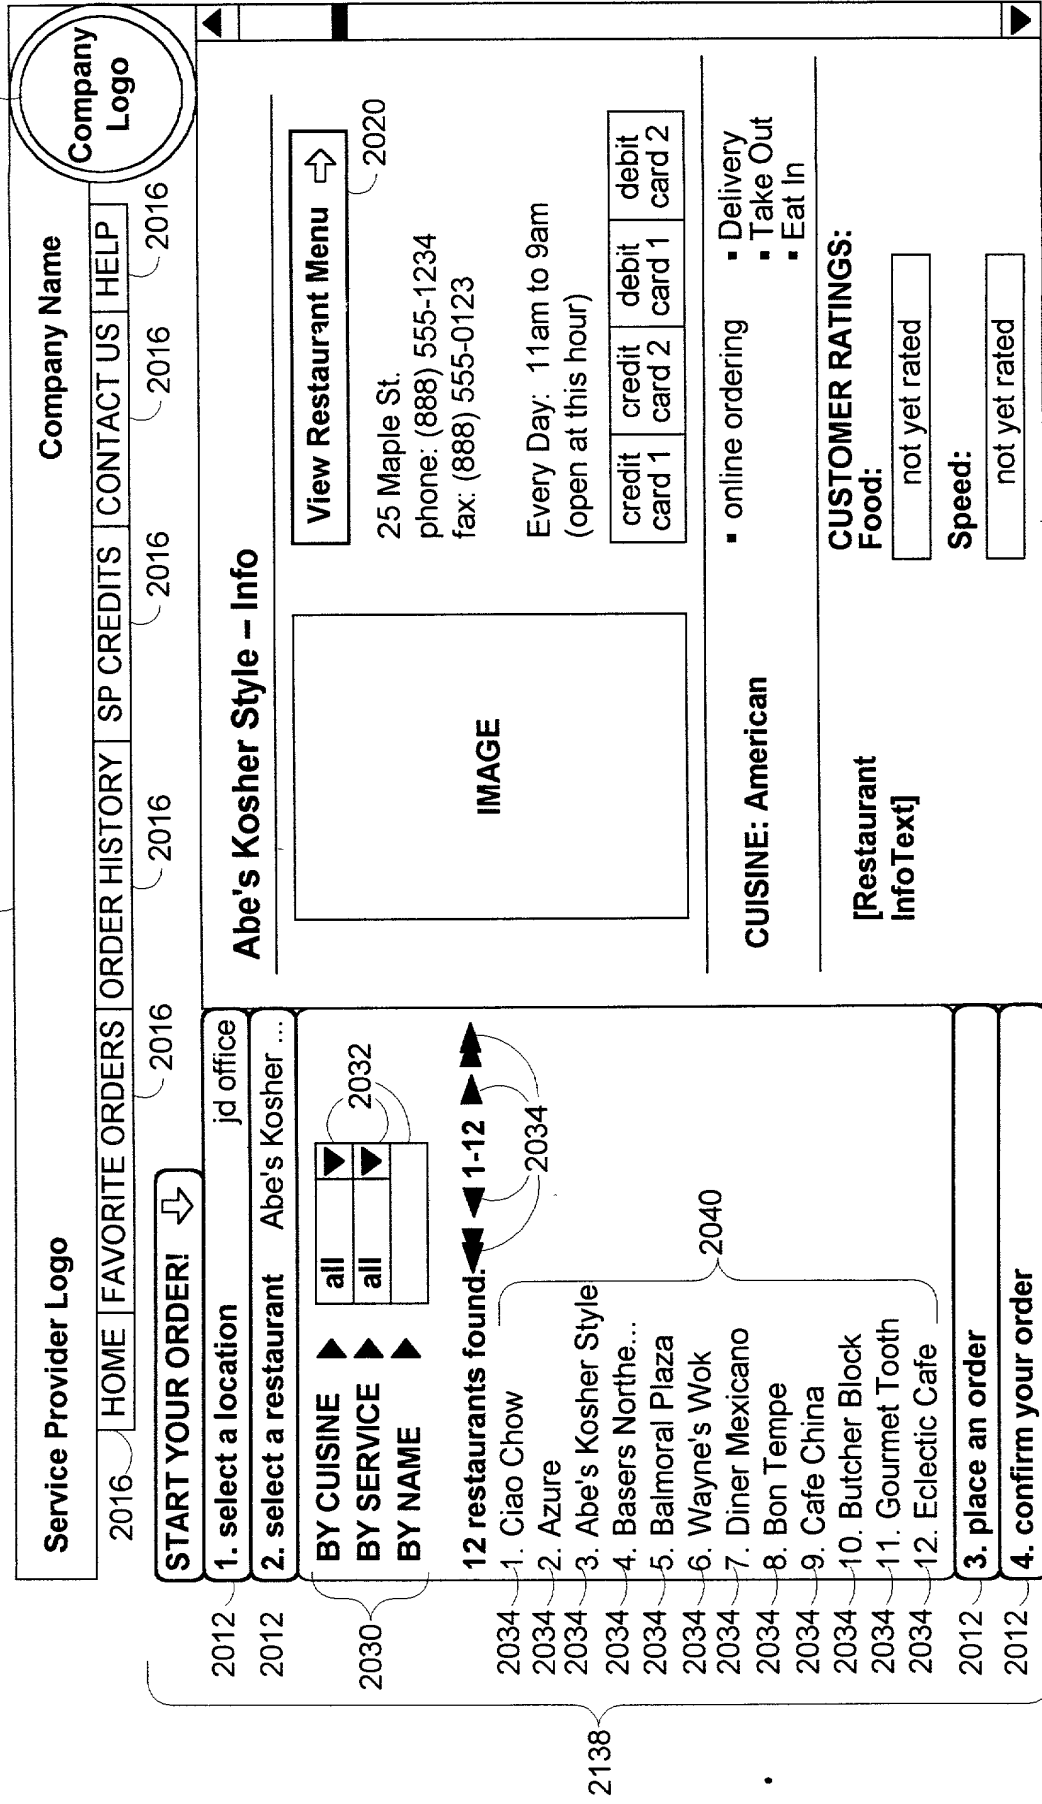 Service Provider Logo
Company Name
Company
Logo
HOME
FAVORITE ORDERS
ORDER HISTORY
SP CREDITS
CONTACT US
HELP
2016
2016
2016
2016
2016
2016
START YOUR ORDER!
2012
1. select a location
jd office
2012
2. select a restaurant
Abe's Kosher ...
2030
BY CUISINE
all
BY SERVICE
all
BY NAME
2032
12 restaurants found.
1-12
2034
2034
1. Ciao Chow
2034
2. Azure
2034
3. Abe's Kosher Style
2034
4. Basers Northe...
2034
5. Balmoral Plaza
2034
6. Wayne's Wok
2034
7. Diner Mexicano
2034
8. Bon Tempe
2034
9. Cafe China
2034
10. Butcher Block
2034
11. Gourmet Tooth
2034
12. Eclectic Cafe
2040
2012
3. place an order
2012
4. confirm your order
2138
Abe's Kosher Style – Info
IMAGE
View Restaurant Menu
2020
25 Maple St.
phone: (888) 555-1234
fax: (888) 555-0123
Every Day: 11am to 9am
(open at this hour)
credit
card 1
credit
card 2
debit
card 1
debit
card 2
CUISINE: American
▪ online ordering
▪ Delivery
▪ Take Out
▪ Eat In
[Restaurant
InfoText]
CUSTOMER RATINGS:
Food:
not yet rated
Speed:
not yet rated